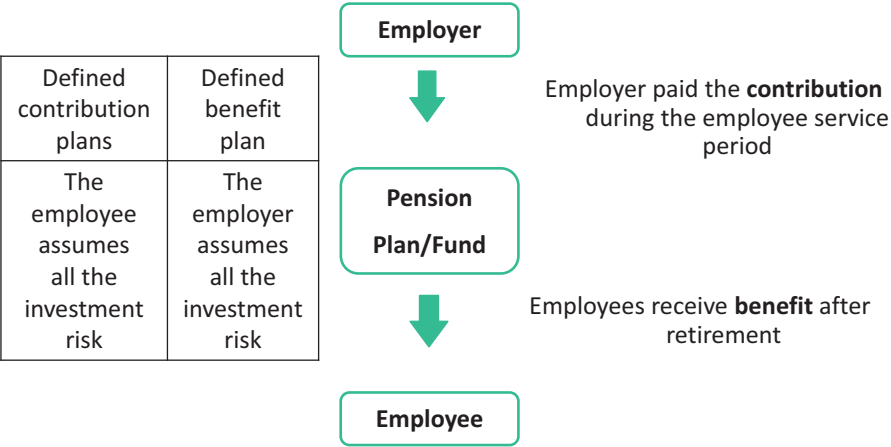 Employer
Defined
contribution
plans
Defined
benefit
plan
The
employee
assumes
all the
investment
risk
The
employer
assumes
all the
investment
risk
Employer paid the contribution
during the employee service
period
Pension
Plan/Fund
Employees receive benefit after
retirement
Employee